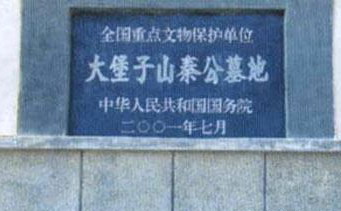 全国重点文物保护单位
大堡子山秦公墓地
中华人民共和国国务院
二〇〇一年七月